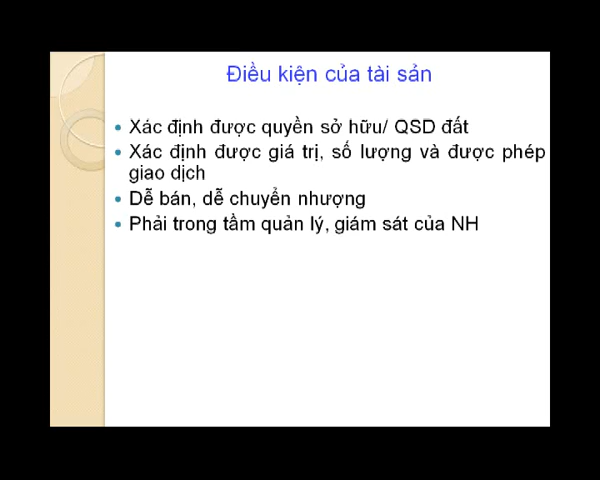 Điều kiện của tài sản
Xác định được quyền sở hữu/ QSD đất
Xác định được giá trị, số lượng và được phép
giao dịch
Dễ bán, dễ chuyển nhượng
Phải trong tầm quản lý, giám sát của NH